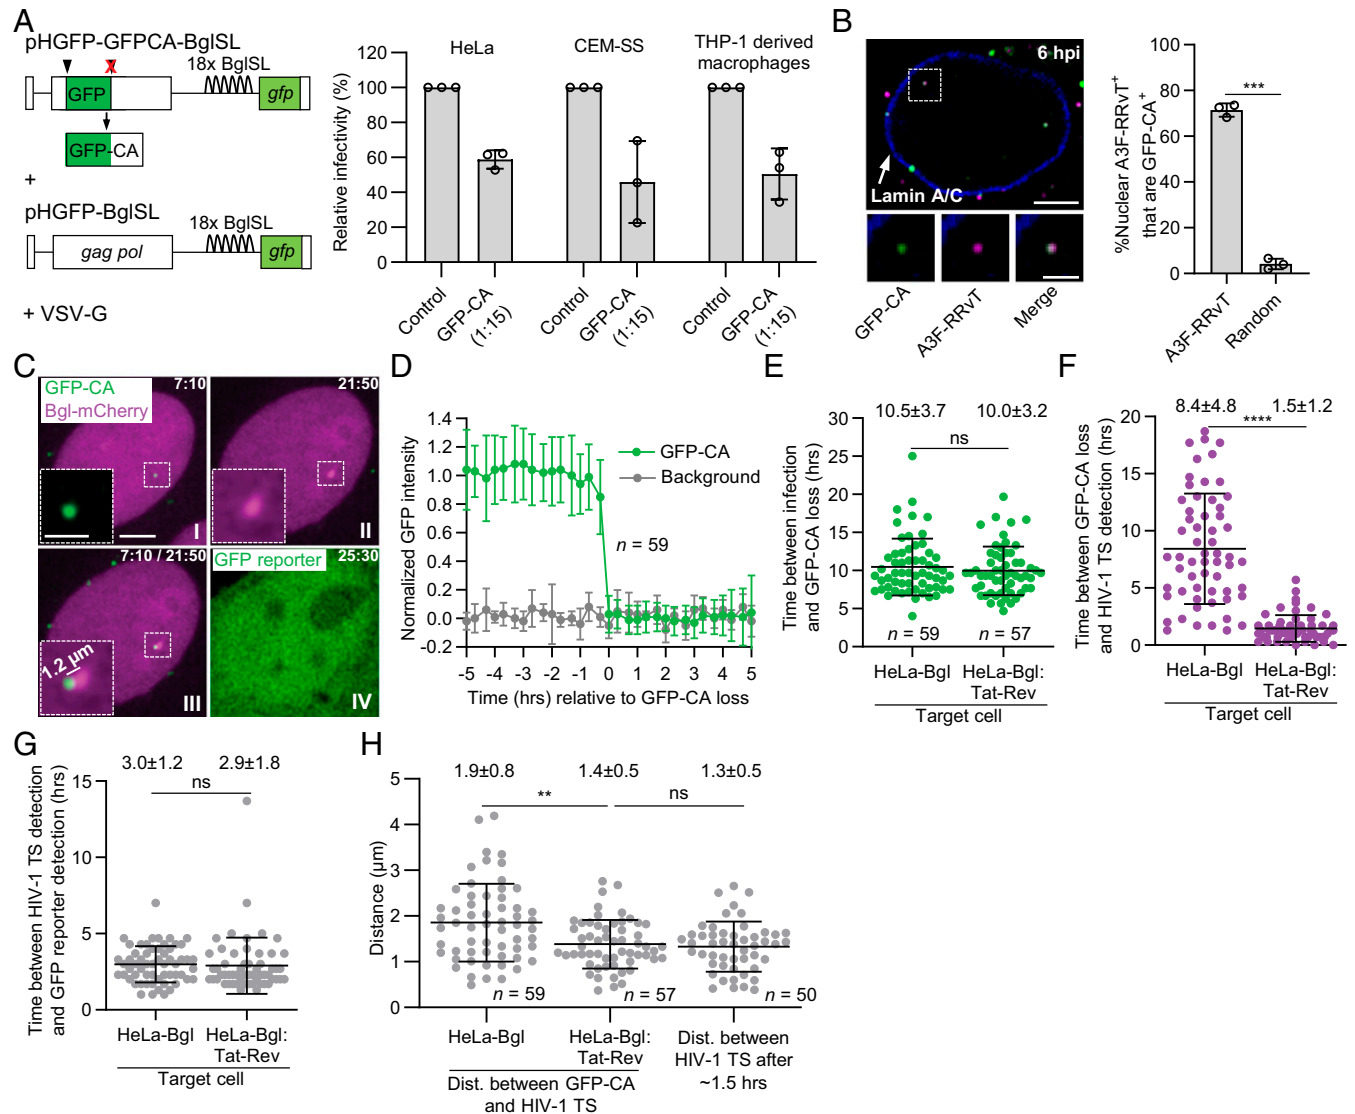 A
pHGFP-GFPCA-BglSL
18x BglSL
GFP
gfp
GFP-CA
+
pHGFP-BglSL
18x BglSL
gag pol
gfp
+ VSV-G
Relative infectivity (%)
120
100
80
60
40
20
0
HeLa
CEM-SS
THP-1 derived
macrophages
Control
GFP-CA
(1:15)
Control
GFP-CA
(1:15)
Control
GFP-CA
(1:15)
B
6 hpi
Lamin A/C
GFP-CA
A3F-RRvT
Merge
%Nuclear A3F-RRvT+
that are GFP-CA+
100
80
60
40
20
0
***
A3F-RRvT
Random
C
GFP-CA
Bgl-mCherry
7:10
I
21:50
II
7:10 / 21:50
1.2 µm
III
GFP reporter
25:30
IV
D
Normalized GFP intensity
1.4
1.2
1.0
0.8
0.6
0.4
0.2
0.0
-0.2
GFP-CA
Background
n = 59
-5 -4 -3 -2 -1 0 1 2 3 4 5
Time (hrs) relative to GFP-CA loss
E
Time between infection
and GFP-CA loss (hrs)
30
25
20
15
10
5
0
10.5±3.7
10.0±3.2
ns
n = 59
n = 57
HeLa-Bgl
HeLa-Bgl:
Tat-Rev
Target cell
F
Time between GFP-CA loss
and HIV-1 TS detection (hrs)
20
15
10
5
0
8.4±4.8
1.5±1.2
****
HeLa-Bgl
HeLa-Bgl:
Tat-Rev
Target cell
G
Time between HIV-1 TS detection
and GFP reporter detection (hrs)
15
10
5
0
3.0±1.2
2.9±1.8
ns
HeLa-Bgl
HeLa-Bgl:
Tat-Rev
Target cell
H
Distance (µm)
5
4
3
2
1
0
1.9±0.8
1.4±0.5
1.3±0.5
**
ns
n = 59
n = 57
n = 50
HeLa-Bgl
HeLa-Bgl:
Tat-Rev
Dist. between GFP-CA
and HIV-1 TS
Dist. between
HIV-1 TS after
~1.5 hrs